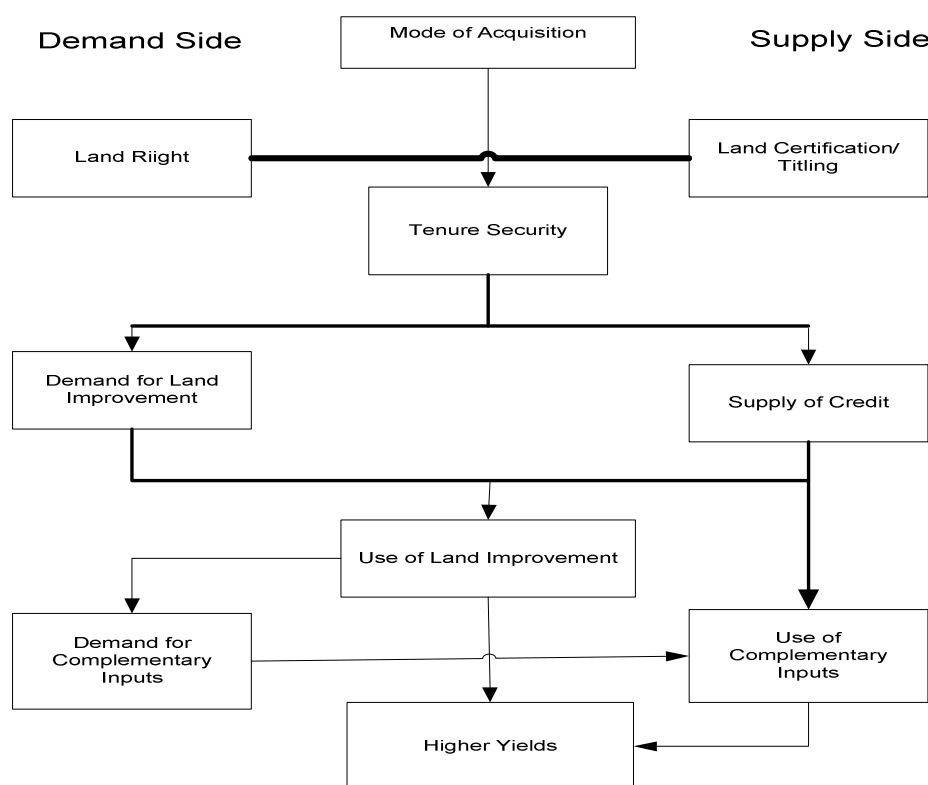 Demand Side
Mode of Acquisition
Supply Side
Land Riight
Land Certification/
Titling
Tenure Security
Demand for Land
Improvement
Supply of Credit
Use of Land Improvement
Demand for
Complementary
Inputs
Use of
Complementary
Inputs
Higher Yields